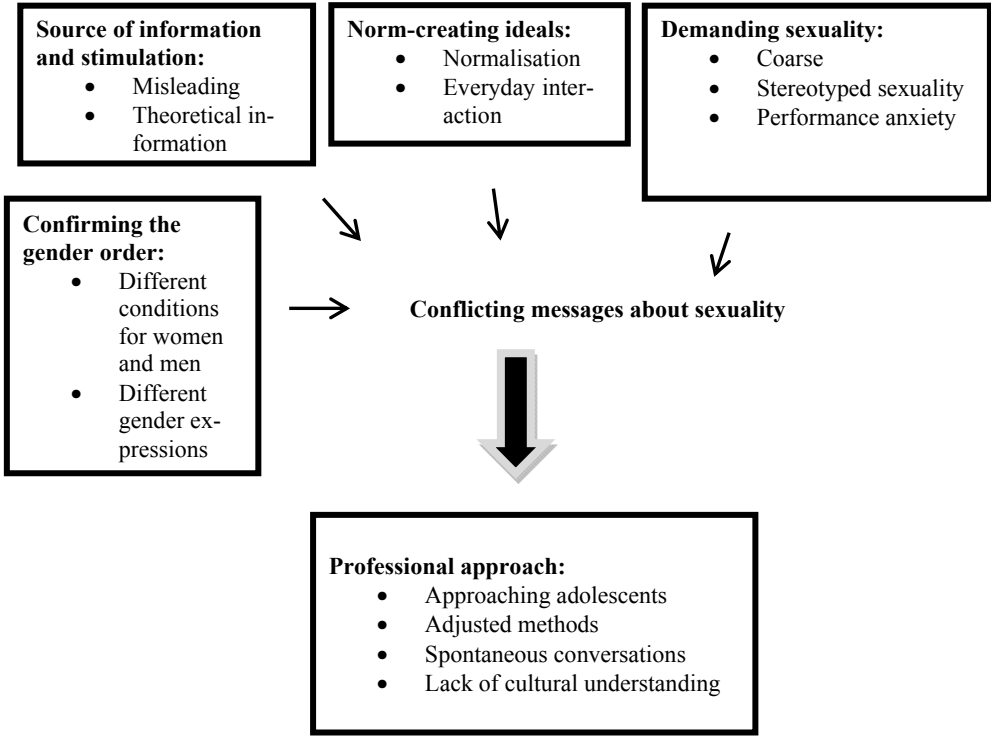 Source of information
and stimulation:
• Misleading
• Theoretical in-
formation
Norm-creating ideals:
• Normalisation
• Everyday inter-
action
Demanding sexuality:
• Coarse
• Stereotyped sexuality
• Performance anxiety
Confirming the
gender order:
• Different
conditions
for women
and men
• Different
gender ex-
pressions
Conflicting messages about sexuality
Professional approach:
• Approaching adolescents
• Adjusted methods
• Spontaneous conversations
• Lack of cultural understanding